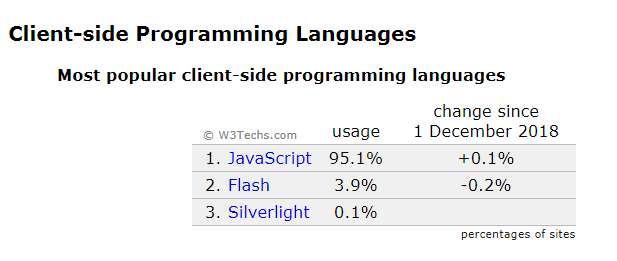 Client-side Programming Languages
Most popular client-side programming languages
© W3Techs.com usage change since 1 December 2018
1. JavaScript 95.1% +0.1%
2. Flash 3.9% -0.2%
3. Silverlight 0.1%
percentages of sites